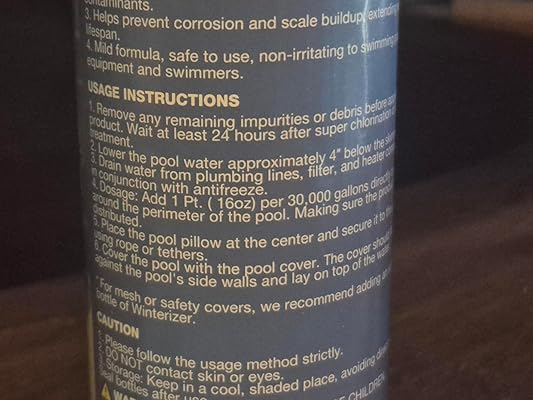 contaminants.
3. Helps prevent corrosion and scale buildup, extending
lifespan.
4. Mild formula, safe to use, non-irritating to swimming
equipment and swimmers.
USAGE INSTRUCTIONS
1. Remove any remaining impurities or debris before
product. Wait at least 24 hours after super chlorination
treatment.
2. Lower the pool water approximately 4" below the
3. Drain water from plumbing lines, filter, and heater
in conjunction with antifreeze.
4. Dosage: Add 1 Pt. (16oz) per 30,000 gallons directly
around the perimeter of the pool. Making sure the
distributed.
5. Place the pool pillow at the center and secure it to
using rope or tethers.
6. Cover the pool with the pool cover. The cover should
against the pool's side walls and lay on top of the
*For mesh or safety covers, we recommend adding an
bottle of Winterizer.
CAUTION
Please follow the usage method strictly.
DO NOT contact skin or eyes.
Storage: Keep in a cool, shaded place, avoiding
bottles after use.
CHILDREN